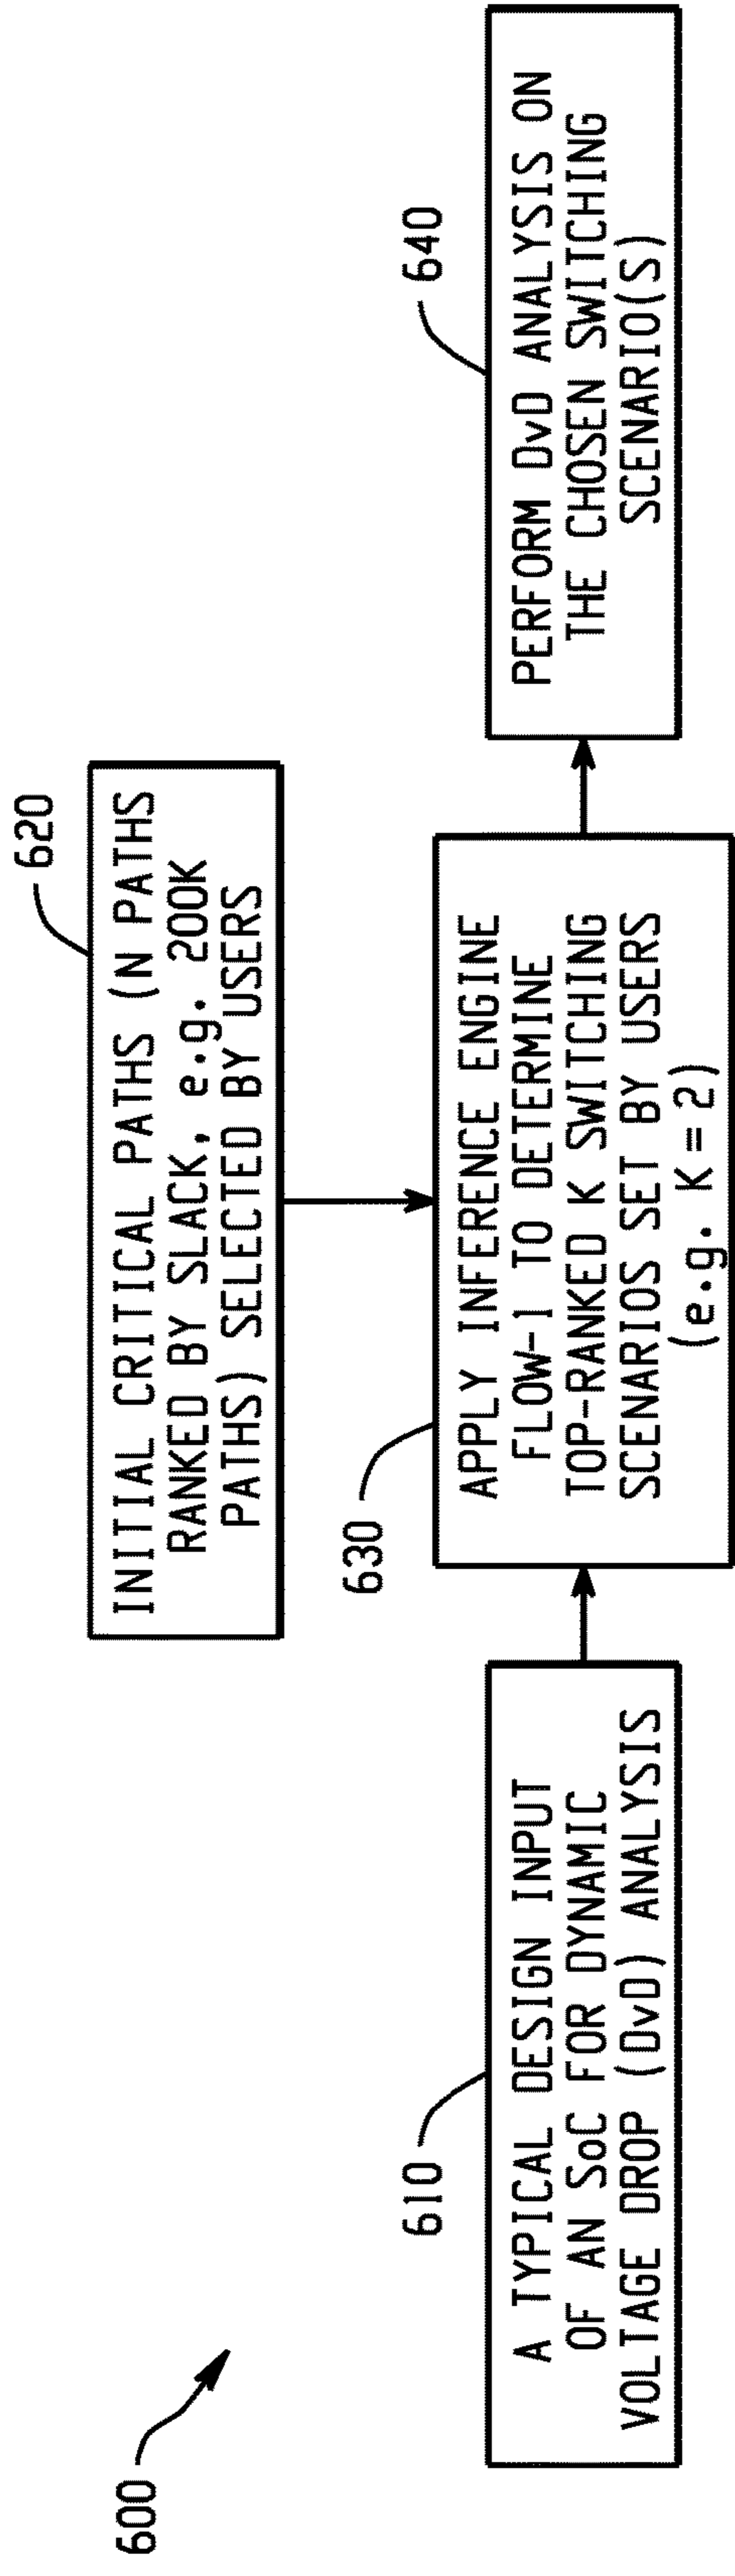 600
610
A TYPICAL DESIGN INPUT
OF AN SoC FOR DYNAMIC
VOLTAGE DROP (DvD) ANALYSIS
620
INITIAL CRITICAL PATHS (N PATHS
RANKED BY SLACK, e.g. 200K
PATHS) SELECTED BY USERS
630
APPLY INFERENCE ENGINE
FLOW-1 TO DETERMINE
TOP-RANKED K SWITCHING
SCENARIOS SET BY USERS
(e.g. K = 2)
640
PERFORM DvD ANALYSIS ON
THE CHOSEN SWITCHING
SCENARIO(S)